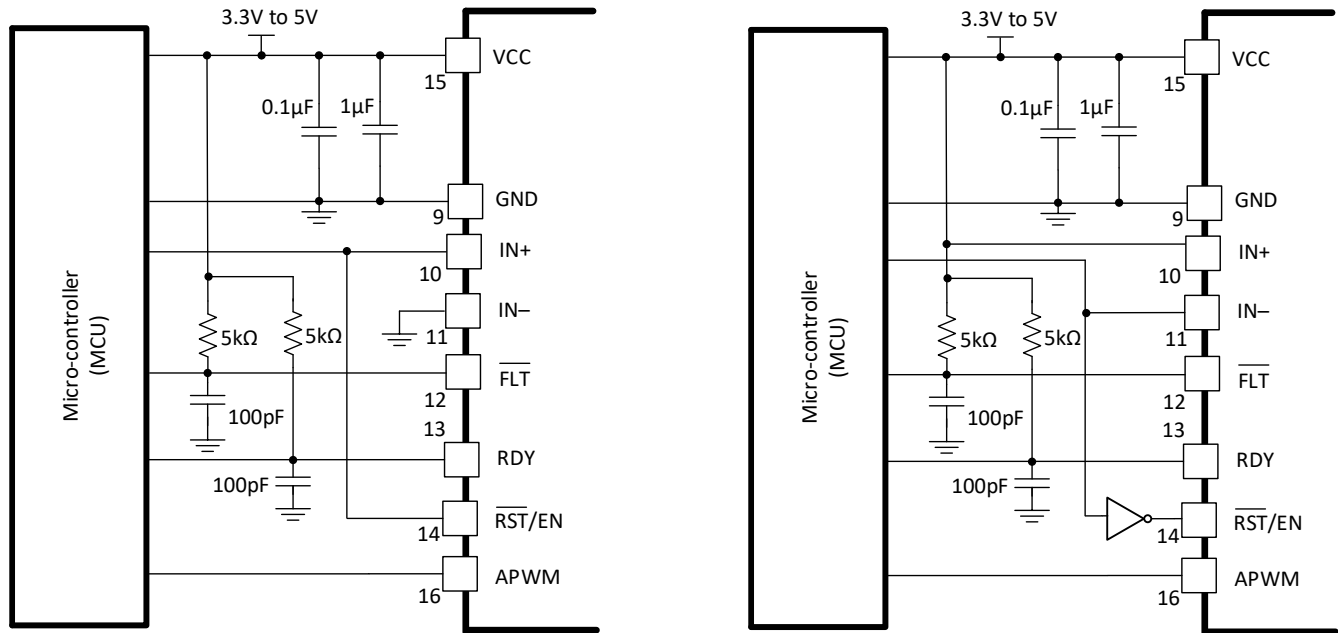 3.3V to 5V
VCC
15
0.1µF
1µF
GND
9
IN+
10
IN–
11
5kΩ
5kΩ
FLT
12
100pF
13
RDY
100pF
RST/EN
14
APWM
16
Micro-controller
(MCU)
3.3V to 5V
VCC
15
0.1µF
1µF
GND
9
IN+
10
IN–
11
5kΩ
5kΩ
FLT
12
100pF
13
RDY
100pF
RST/EN
14
APWM
16
Micro-controller
(MCU)